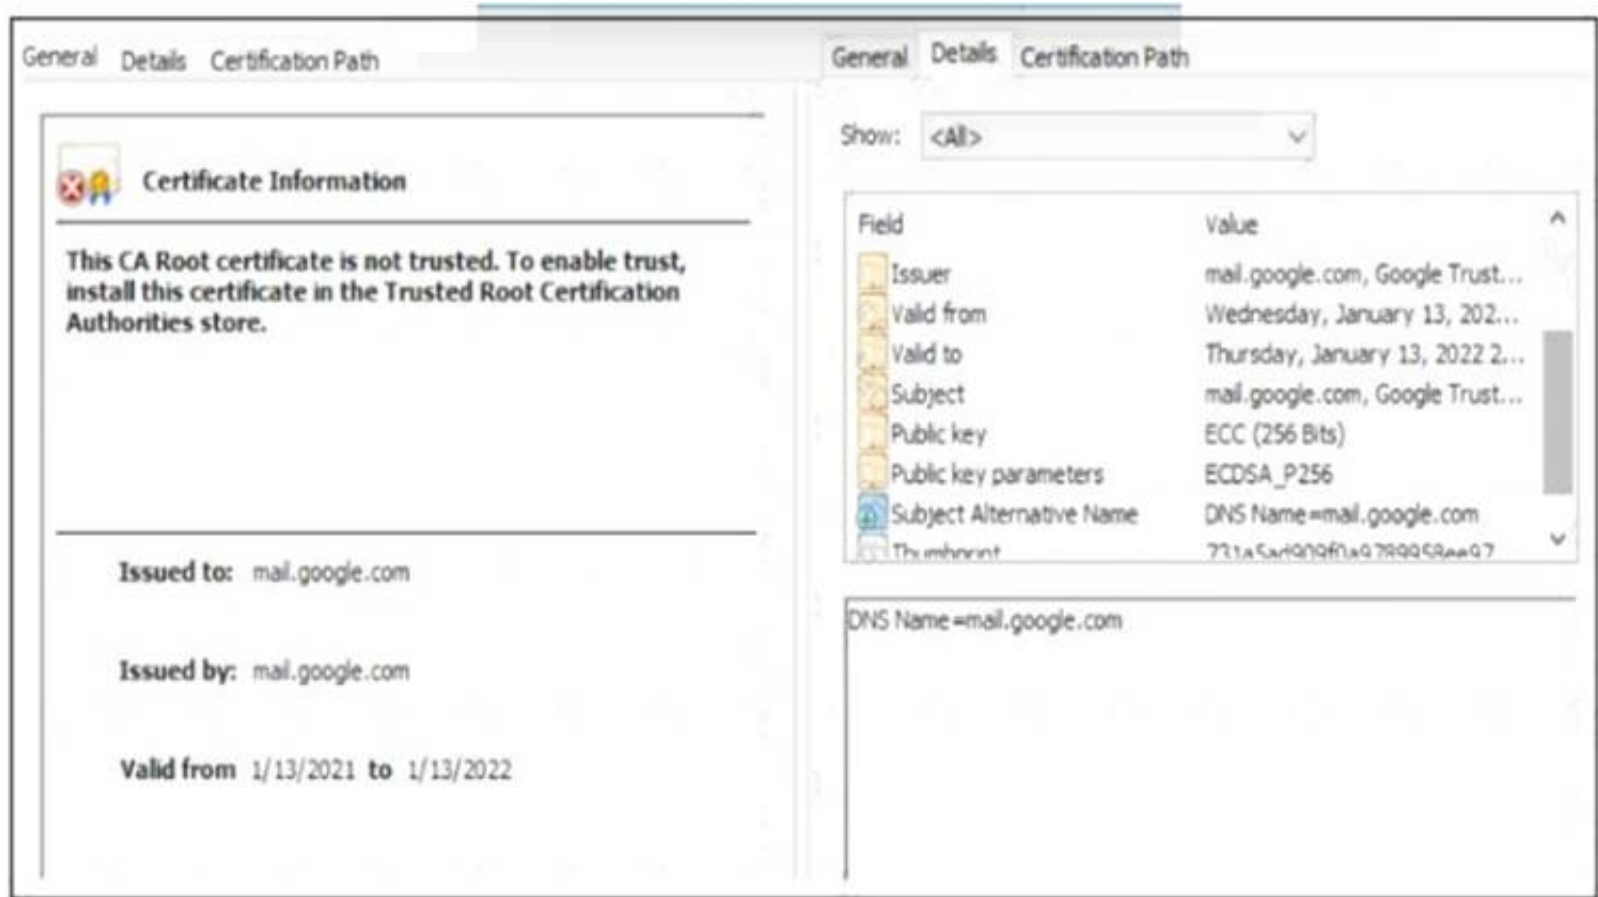 General Details Certification Path
Certificate Information
This CA Root certificate is not trusted. To enable trust,
install this certificate in the Trusted Root Certification
Authorities store.
Issued to: mail.google.com
Issued by: mail.google.com
Valid from 1/13/2021 to 1/13/2022
General Details Certification Path
Show: <All>
Field Value
Issuer mail.google.com, Google Trust...
Valid from Wednesday, January 13, 202...
Valid to Thursday, January 13, 2022 2...
Subject mail.google.com, Google Trust...
Public key ECC (256 Bits)
Public key parameters ECDSA_P256
Subject Alternative Name DNS Name=mail.google.com
Thumbprint
DNS Name=mail.google.com